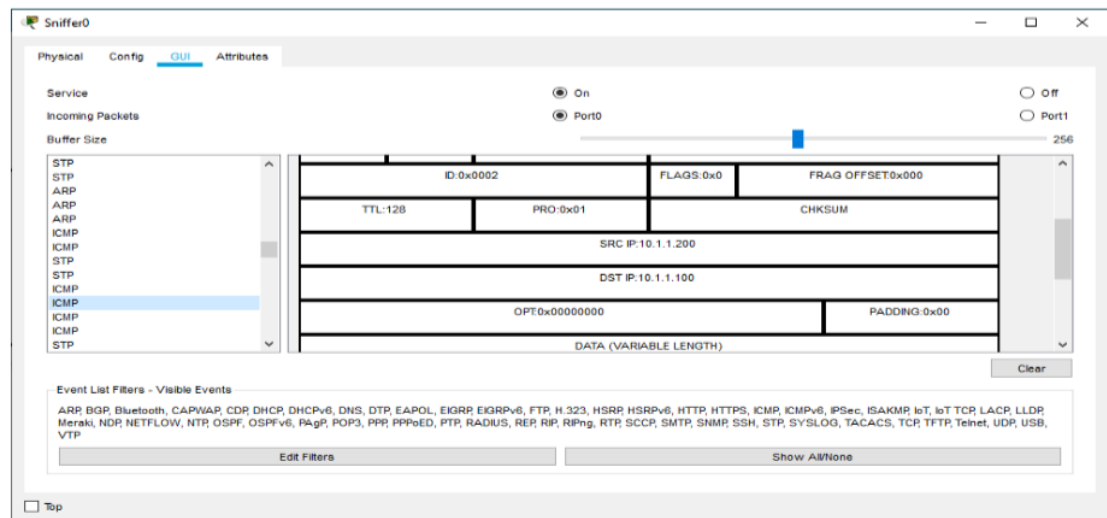 Sniffer0
Physical Config GUI Attributes
Service On Off
Incoming Packets Port0 Port1
Buffer Size 256
STP
STP
ARP
ARP
ARP
ICMP
ICMP
STP
STP
ICMP
ICMP
ICMP
ICMP
STP
ID:0x0002 FLAGS:0x0 FRAG OFFSET:0x000
TTL:128 PRO:0x01 CHKSUM
SRC IP:10.1.1.200
DST IP:10.1.1.100
OPT:0x00000000 PADDING:0x00
DATA (VARIABLE LENGTH)
Clear
Event List Filters - Visible Events
ARP, BGP, Bluetooth, CAPWAP, CDP, DHCP, DHCPv6, DNS, DTP, EAPOL, EIGRP, EIGRPv6, FTP, H.323, HSRP, HSRPv6, HTTP, HTTPS, ICMP, ICMPv6, IPSec, ISAKMP, IoT, IoT TCP, LACP, LLDP,
Meraki, NDP, NETFLOW, NTP, OSPF, OSPFv6, PAgP, POP3, PPP, PPPoED, PTP, RADIUS, REP, RIP, RIPng, RTP, SCCP, SMTP, SNMP, SSH, STP, SYSLOG, TACACS, TCP, TFTP, Telnet, UDP, USB,
VTP
Edit Filters Show All/None
Top